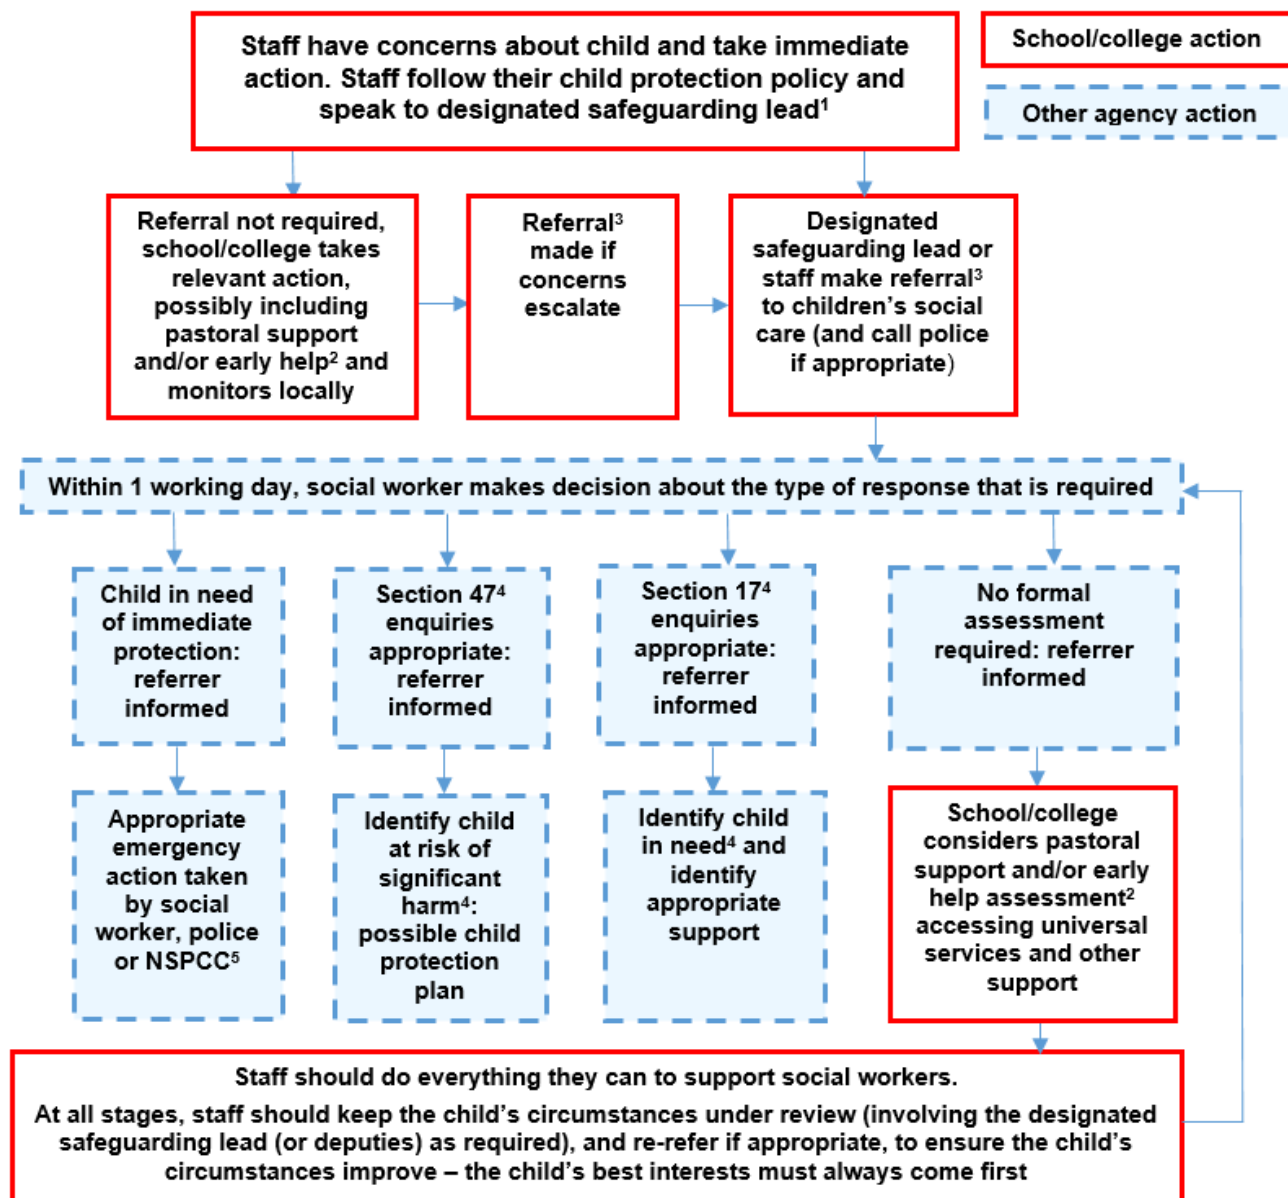 Staff have concerns about child and take immediate
action. Staff follow their child protection policy and
speak to designated safeguarding lead¹
School/college action
Other agency action
Referral not required,
school/college takes
relevant action,
possibly including
pastoral support
and/or early help² and
monitors locally
Referral³
made if
concerns
escalate
Designated
safeguarding lead or
staff make referral³
to children’s social
care (and call police
if appropriate)
Within 1 working day, social worker makes decision about the type of response that is required
Child in need
of immediate
protection:
referrer
informed
Section 47⁴
enquiries
appropriate:
referrer
informed
Section 17⁴
enquiries
appropriate:
referrer
informed
No formal
assessment
required: referrer
informed
Appropriate
emergency
action taken
by social
worker, police
or NSPCC⁵
Identify child
at risk of
significant
harm⁴:
possible child
protection
plan
Identify child
in need⁴ and
identify
appropriate
support
School/college
considers pastoral
support and/or early
help assessment²
accessing universal
services and other
support
Staff should do everything they can to support social workers.
At all stages, staff should keep the child’s circumstances under review (involving the designated
safeguarding lead (or deputies) as required), and re-refer if appropriate, to ensure the child’s
circumstances improve – the child’s best interests must always come first